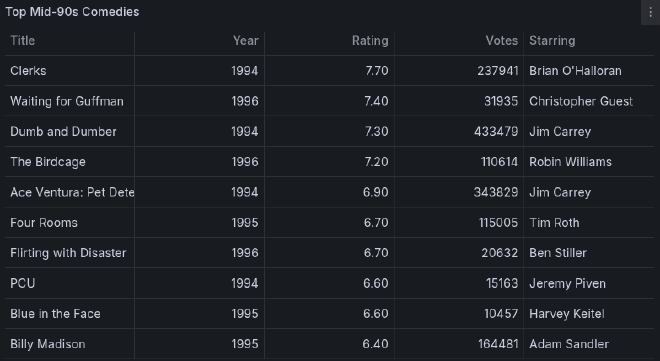 Top Mid-90s Comedies
Title Year Rating Votes Starring
Clerks 1994 7.70 237941 Brian O'Halloran
Waiting for Guffman 1996 7.40 31935 Christopher Guest
Dumb and Dumber 1994 7.30 433479 Jim Carrey
The Birdcage 1996 7.20 110614 Robin Williams
Ace Ventura: Pet Dete 1994 6.90 343829 Jim Carrey
Four Rooms 1995 6.70 115005 Tim Roth
Flirting with Disaster 1996 6.70 20632 Ben Stiller
PCU 1994 6.60 15163 Jeremy Piven
Blue in the Face 1995 6.60 10457 Harvey Keitel
Billy Madison 1995 6.40 164481 Adam Sandler